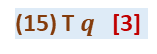 (15) T q [3]